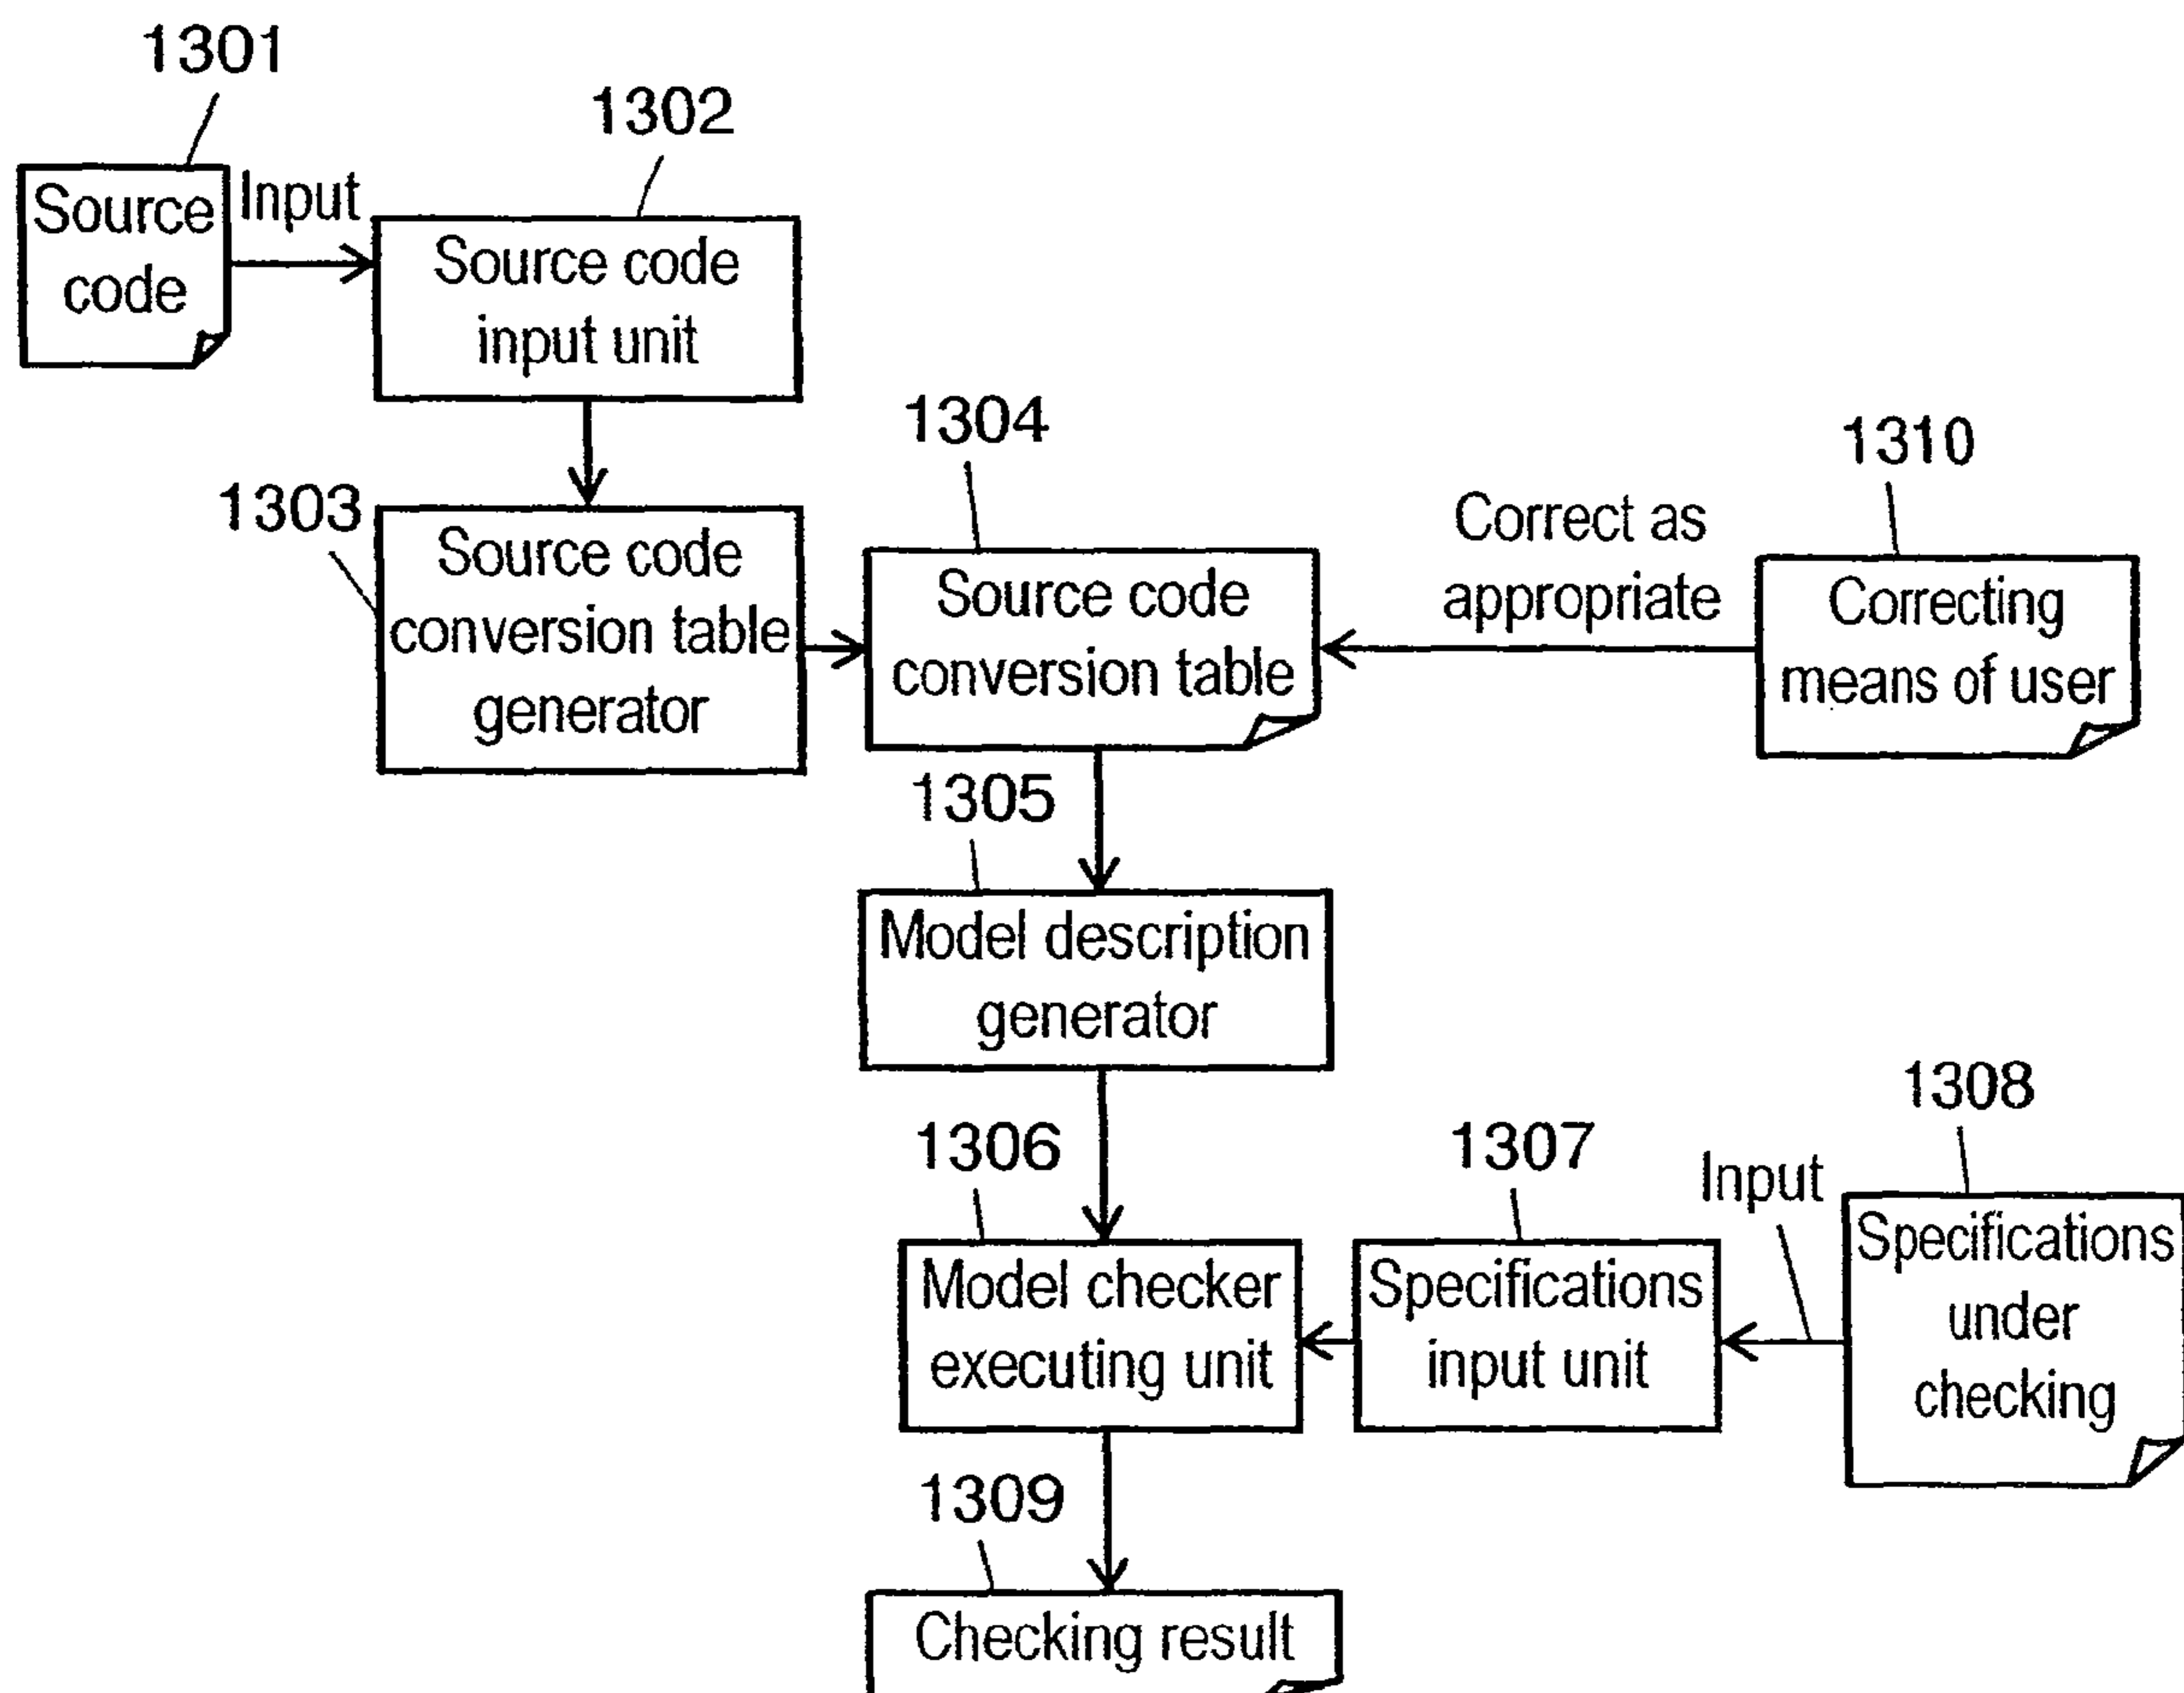 1301
Source
code
Input
1302
Source code
input unit
1303
Source code
conversion table
generator
1304
Source code
conversion table
Correct as
appropriate
1310
Correcting
means of user
1305
Model description
generator
1306
Model checker
executing unit
1307
Specifications
input unit
Input
1308
Specifications
under
checking
1309
Checking result